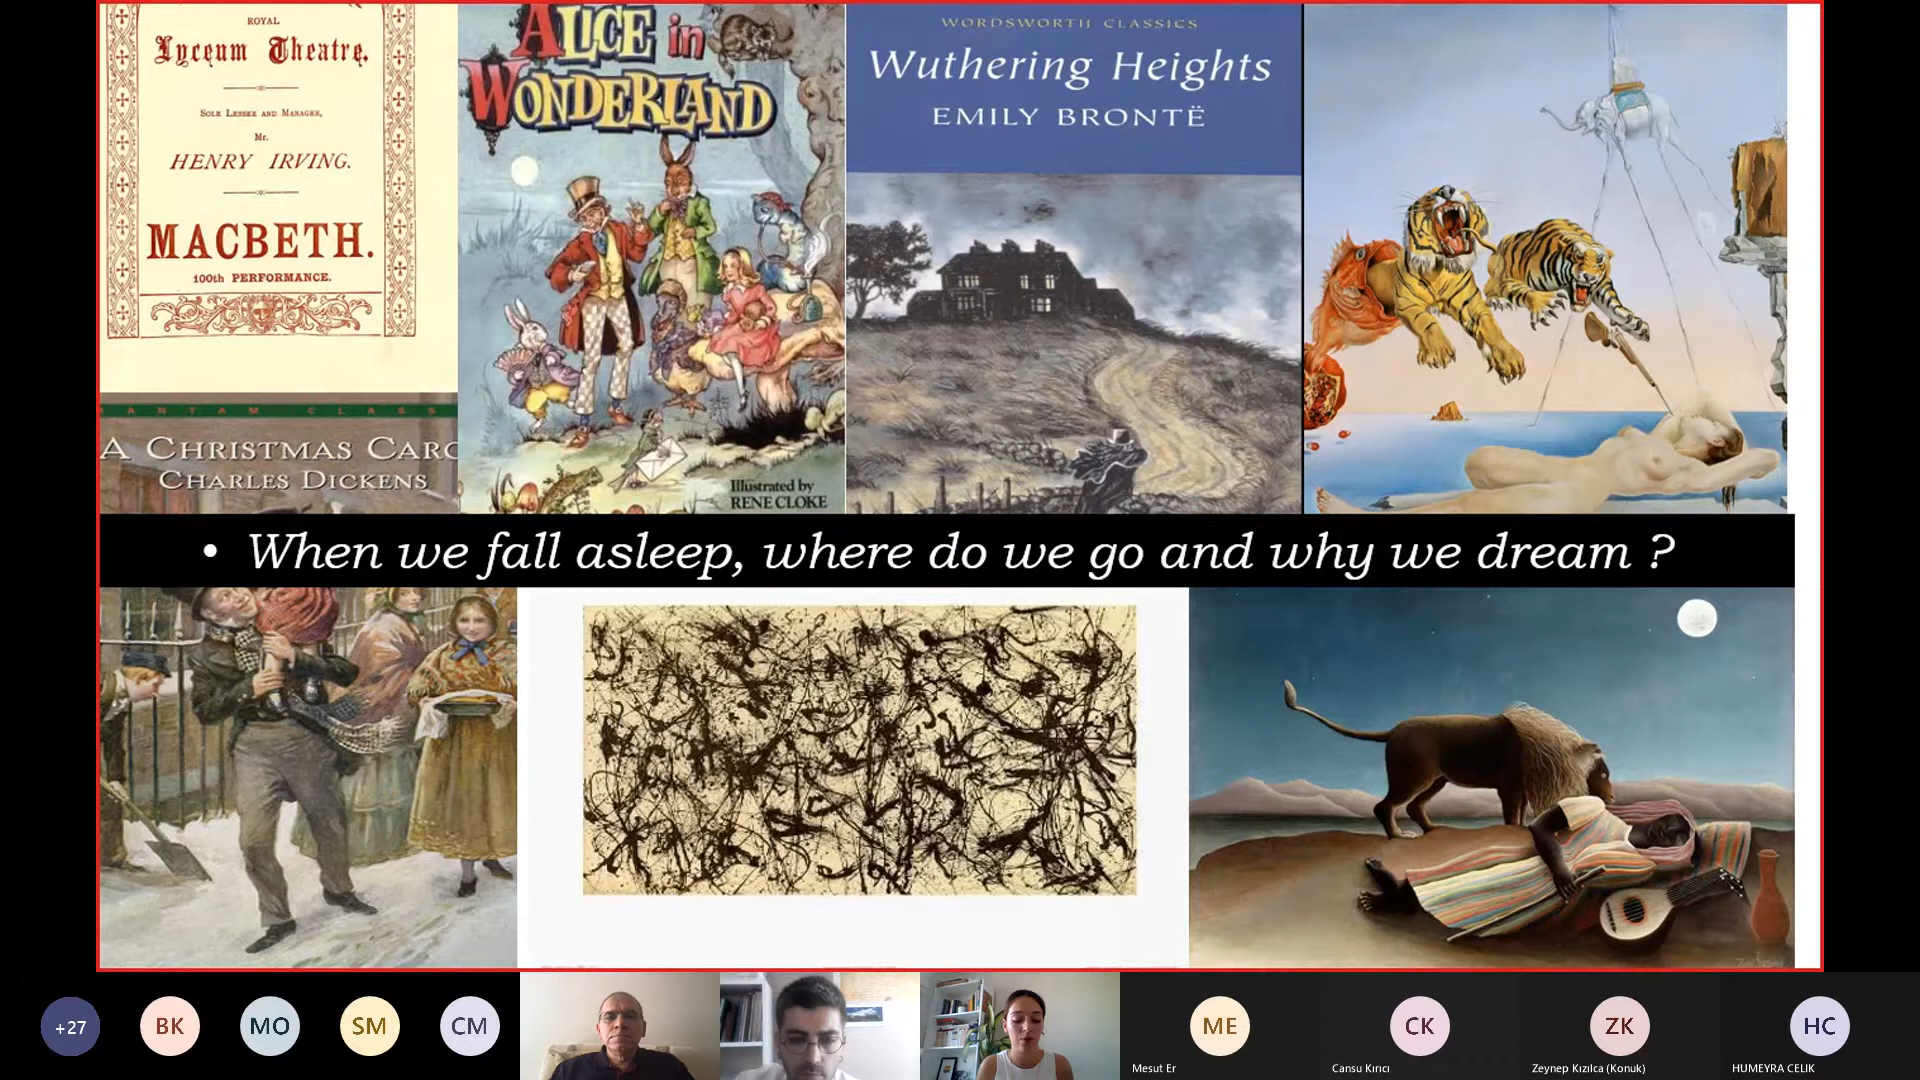 ROYAL
Lyceum Theatre.
SOLE LESSEE AND MANAGER,
Mr.
HENRY IRVING.
MACBETH.
100th PERFORMANCE.
ANTAM CLASS
A CHRISTMAS CARO
CHARLES DICKENS
ALICE in
WONDERLAND
Illustrated by
RENE CLOKE
WORDSWORTH CLASSICS
Wuthering Heights
EMILY BRONTË
• When we fall asleep, where do we go and why we dream ?
+27
BK
MO
SM
CM
ME
Mesut Er
CK
Cansu Kırıcı
ZK
Zeynep Kızılca (Konuk)
HC
HUMEYRA CELIK